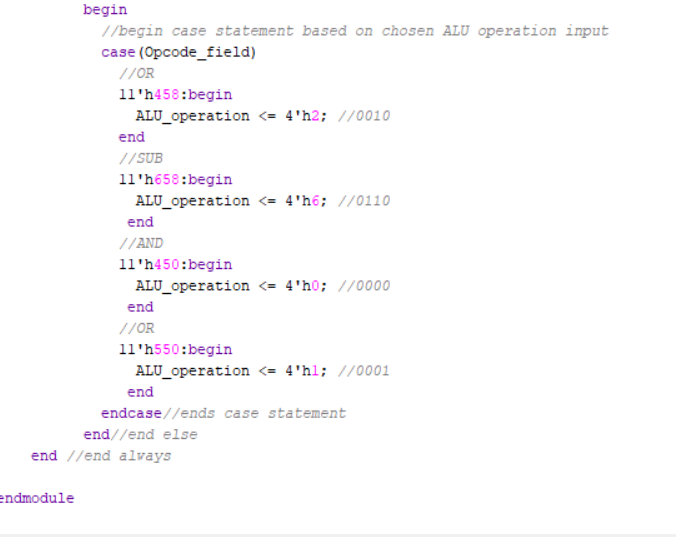 begin
//begin case statement based on chosen ALU operation input
case(Opcode_field)
//OR
11'h458:begin
ALU_operation <= 4'h2; //0010
end
//SUB
11'h658:begin
ALU_operation <= 4'h6; //0110
end
//AND
11'h450:begin
ALU_operation <= 4'h0; //0000
end
//OR
11'h550:begin
ALU_operation <= 4'h1; //0001
end
endcase//ends case statement
end//end else
end //end always
endmodule